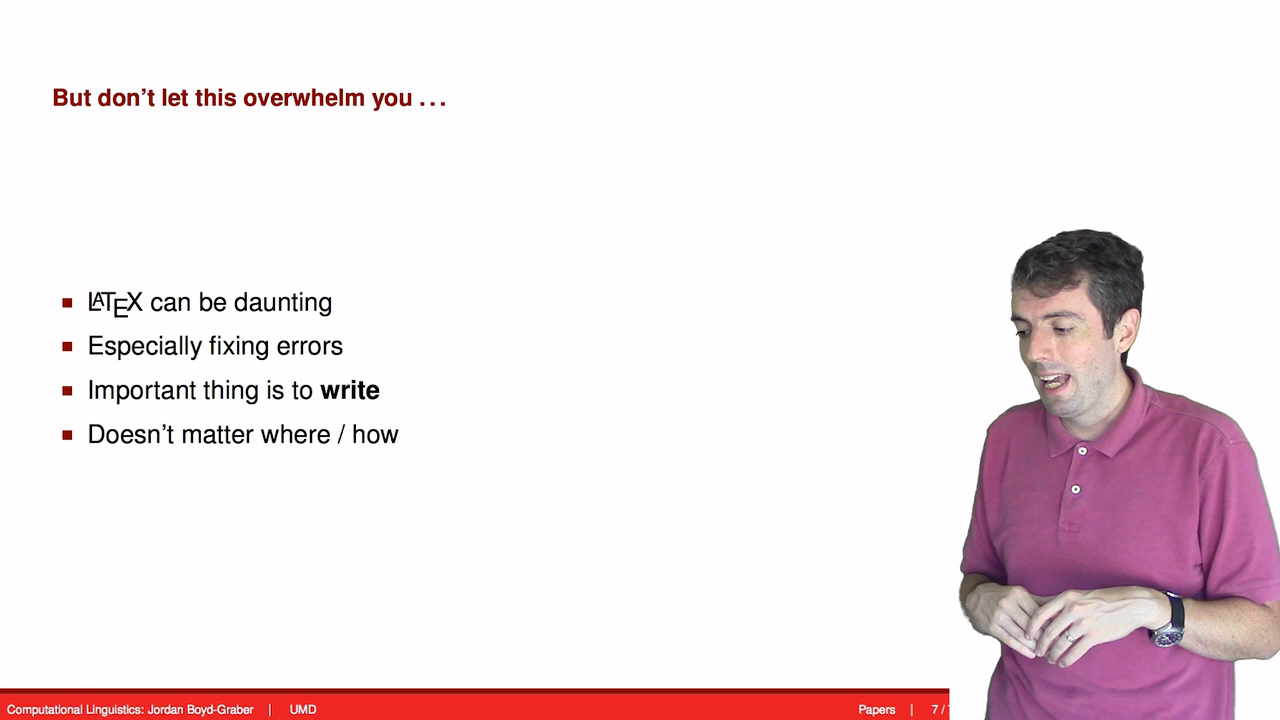 But don’t let this overwhelm you . . .
LATEX can be daunting
Especially fixing errors
Important thing is to write
Doesn’t matter where / how
Computational Linguistics: Jordan Boyd-Graber | UMD
Papers | 7 /